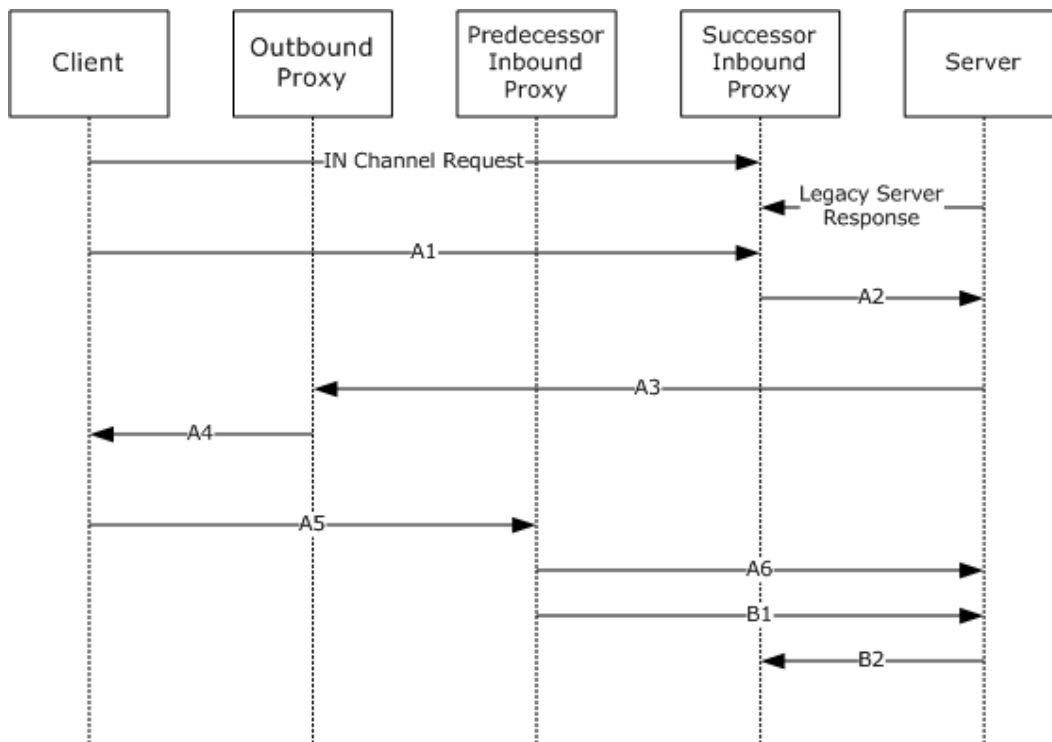 Client
Outbound
Proxy
Predecessor
Inbound
Proxy
Successor
Inbound
Proxy
Server
IN Channel Request
Legacy Server
Response
A1
A2
A3
A4
A5
A6
B1
B2